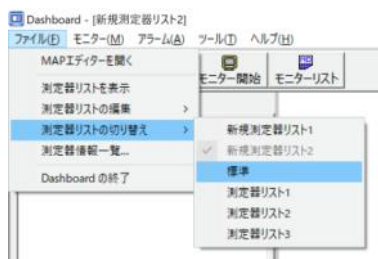 Dashboard - [新規測定器リスト2]
ファイル(F) モニター(M) アラーム(A) ツール(T) ヘルプ(H)
MAPエディターを開く
測定器リストを表示
測定器リストの編集 >
測定器リストの切り替え >
測定器情報一覧...
Dashboard の終了
モニター開始 モニターリスト
新規測定器リスト1
✓ 新規測定器リスト2
標準
測定器リスト1
測定器リスト2
測定器リスト3